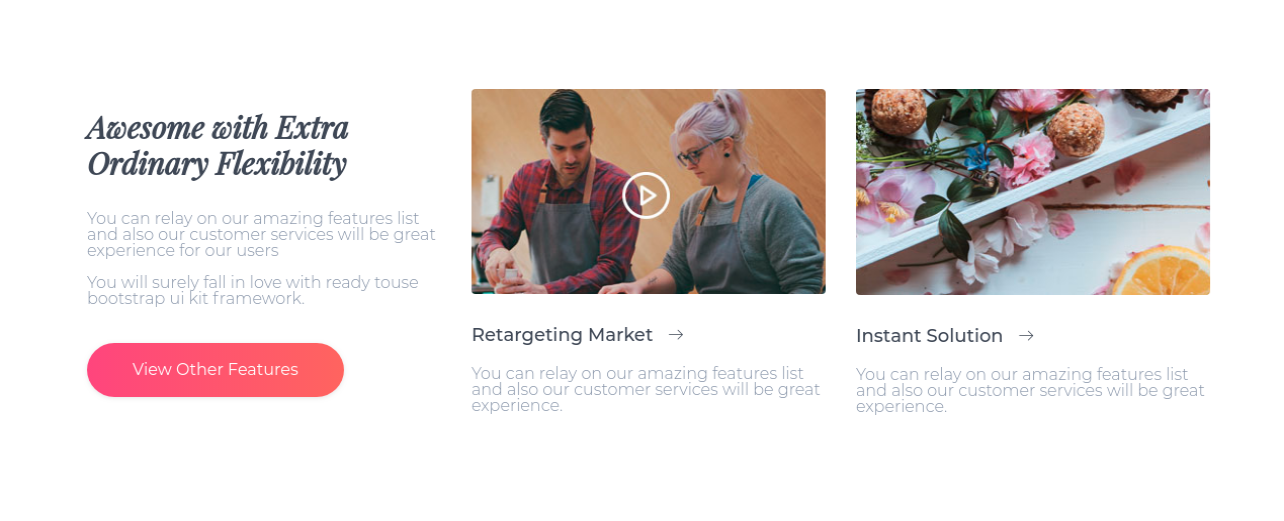 Awesome with Extra
Ordinary Flexibility
You can relay on our amazing features list
and also our customer services will be great
experience for our users
You will surely fall in love with ready touse
bootstrap ui kit framework.
View Other Features
Retargeting Market
You can relay on our amazing features list
and also our customer services will be great
experience.
Instant Solution
You can relay on our amazing features list
and also our customer services will be great
experience.